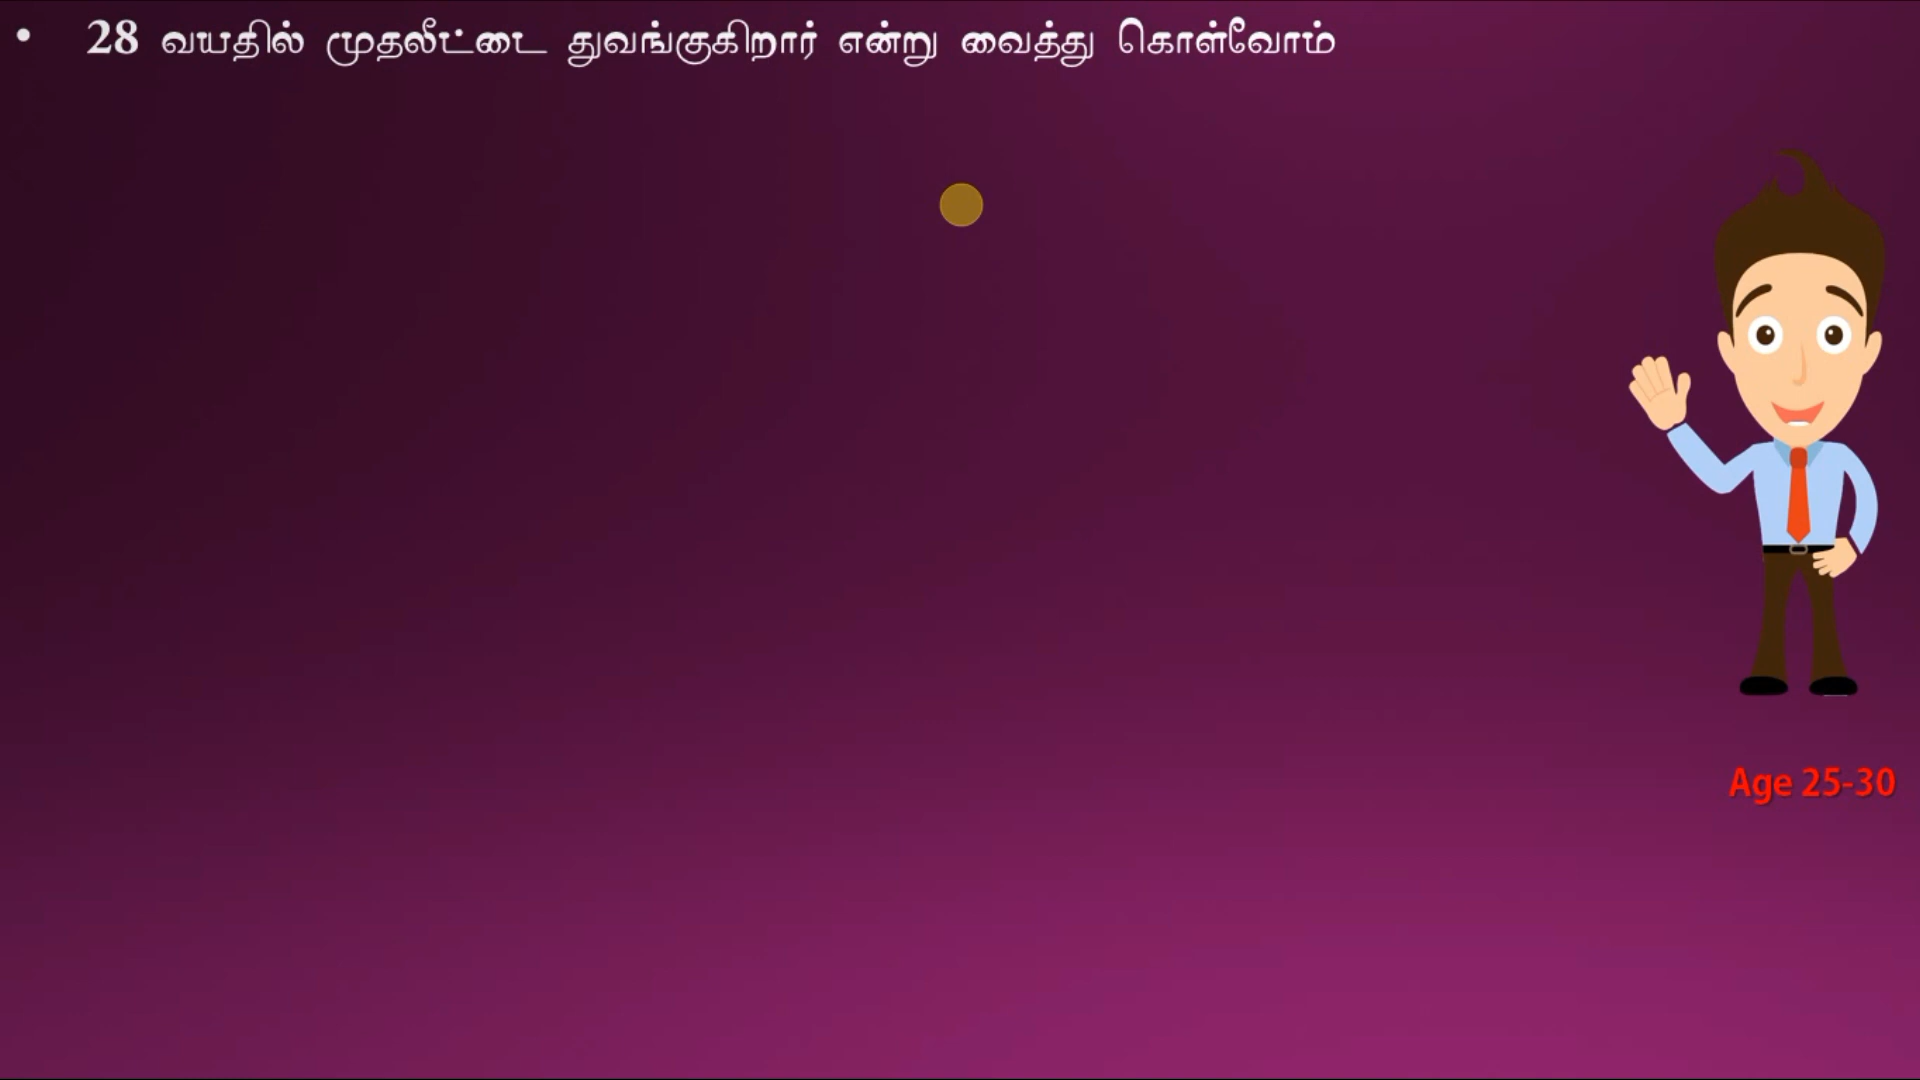 • 28 வயதில் முதலீட்டை துவங்குகிறார் என்று வைத்து கொள்வோம்
Age 25-30